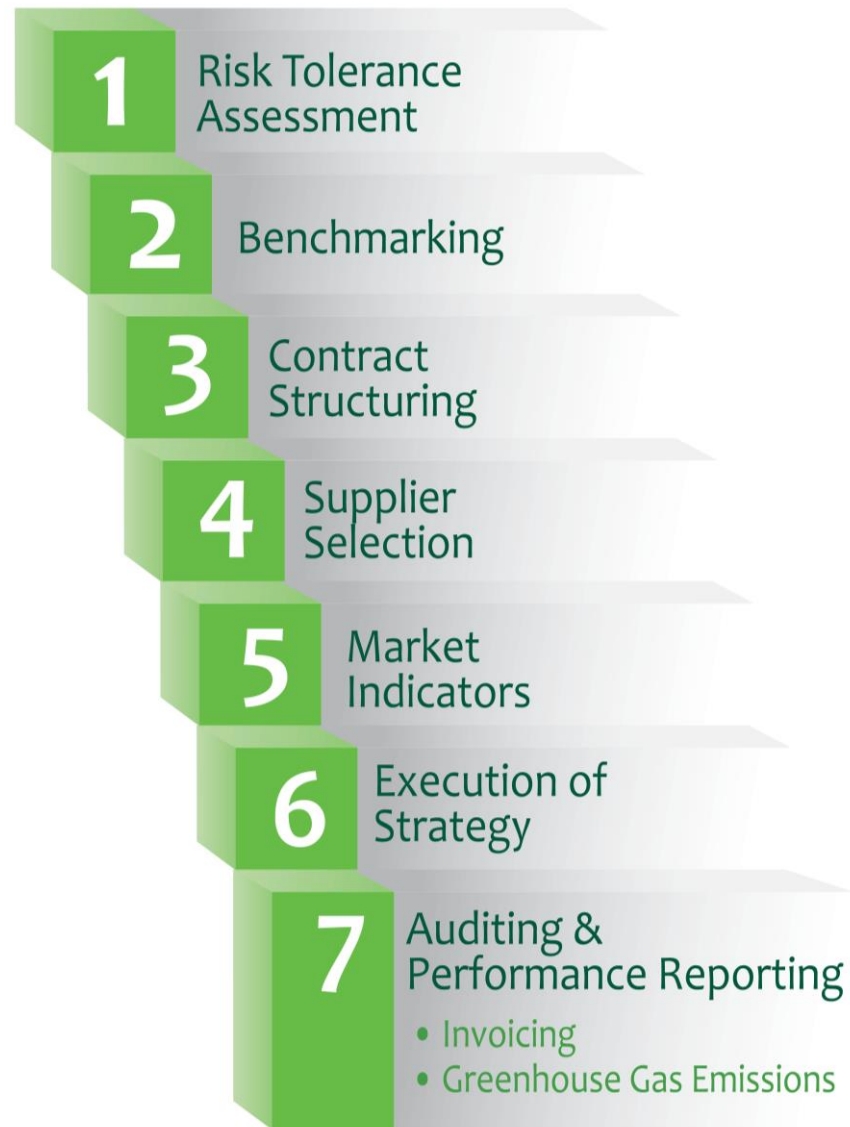 1
Risk Tolerance
Assessment
2
Benchmarking
3
Contract
Structuring
4
Supplier
Selection
5
Market
Indicators
6
Execution of
Strategy
7
Auditing &
Performance Reporting
• Invoicing
• Greenhouse Gas Emissions